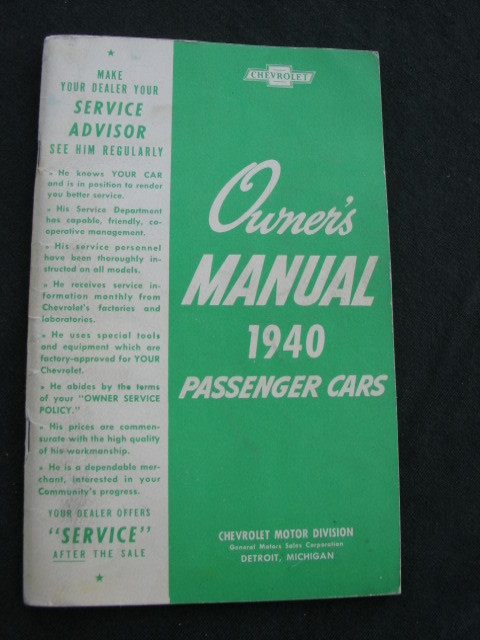 ★
MAKE
YOUR DEALER YOUR
SERVICE
ADVISOR
SEE HIM REGULARLY
» He knows YOUR CAR
and is in position to render
you better service.
» His Service Department
has capable, friendly, co-
operative management.
» His service personnel
have been thoroughly in-
structed on all models.
» He receives service in-
formation monthly from
Chevrolet's factories and
laboratories.
» He uses special tools
and equipment which are
factory-approved for YOUR
Chevrolet.
» He abides by the terms
of your "OWNER SERVICE
POLICY."
» His prices are commen-
surate with the high quality
of his workmanship.
» He is a dependable mer-
chant, interested in your
Community's progress.
YOUR DEALER OFFERS
"SERVICE"
AFTER THE SALE
★
CHEVROLET
Owner's
MANUAL
1940
PASSENGER CARS
CHEVROLET MOTOR DIVISION
General Motors Sales Corporation
DETROIT, MICHIGAN